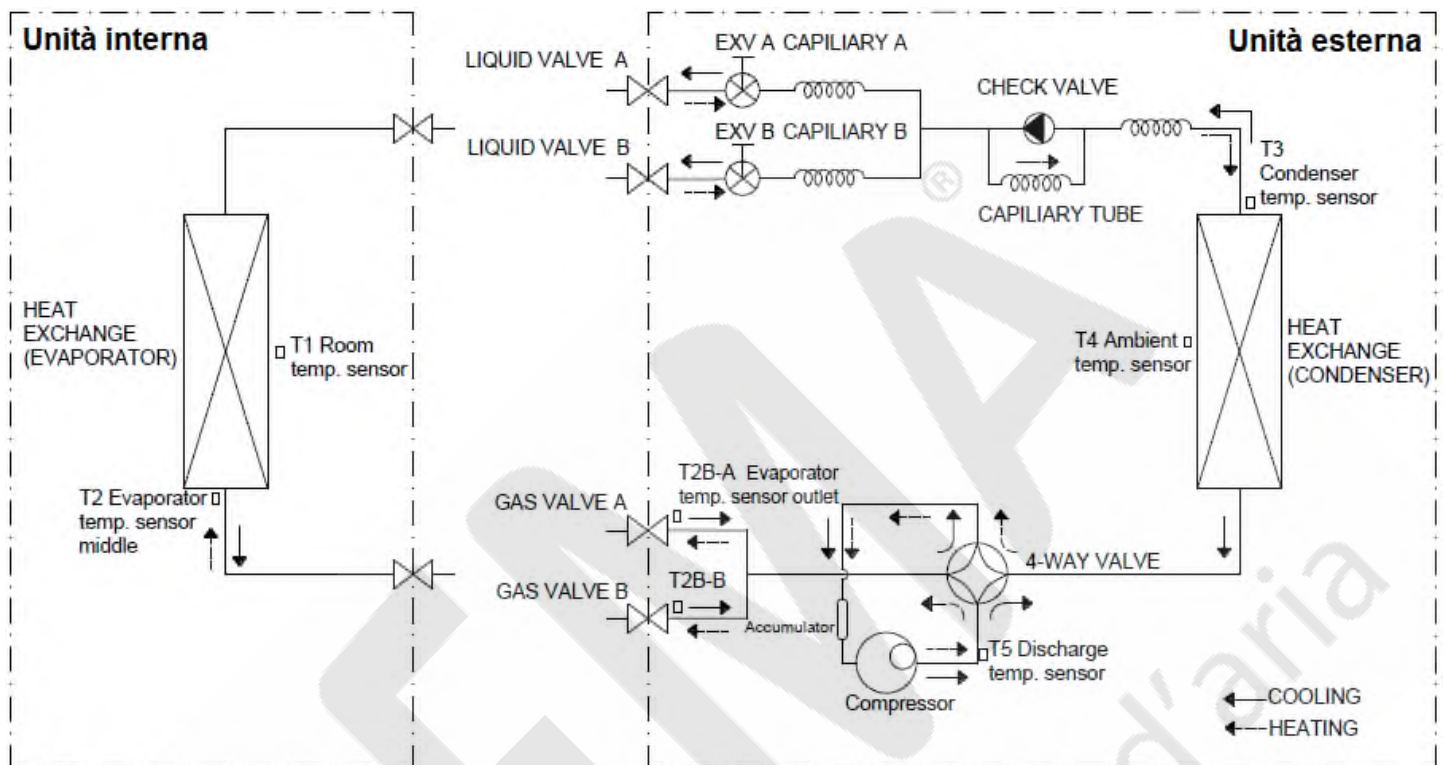 Unità interna
Unità esterna
LIQUID VALVE A
EXV A CAPILIARY A
CHECK VALVE
LIQUID VALVE B
EXV B CAPILIARY B
T3
Condenser
temp. sensor
®
CAPILIARY TUBE
HEAT
EXCHANGE
(EVAPORATOR)
T1 Room
temp. sensor
T4 Ambient
temp. sensor
HEAT
EXCHANGE
(CONDENSER)
T2 Evaporator
temp. sensor
middle
GAS VALVE A
T2B-A Evaporator
temp. sensor outlet
4-WAY VALVE
GAS VALVE B
T2B-B
Accumulator
T5 Discharge
temp. sensor
Compressor
COOLING
HEATING
EMA
d'aria